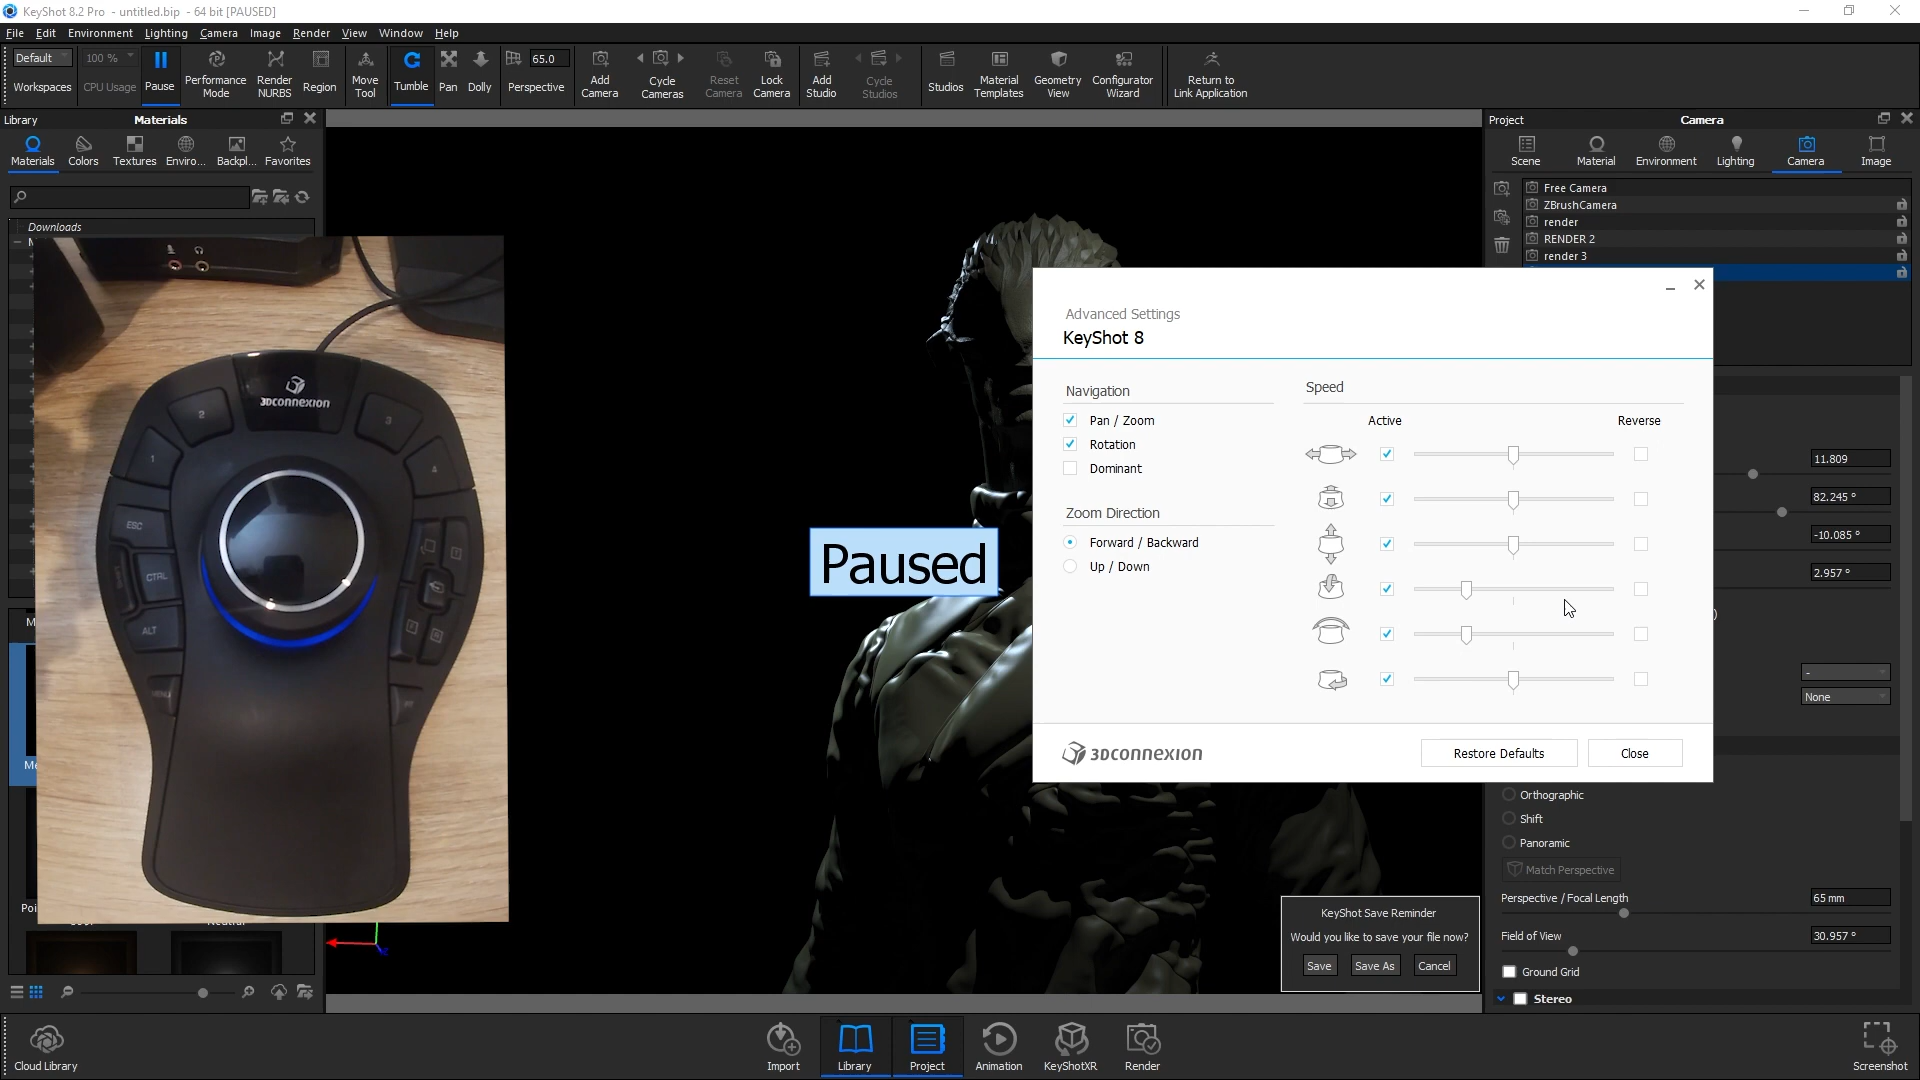 KeyShot 8.2 Pro - untitled.bip - 64 bit [PAUSED]
File Edit Environment Lighting Camera Image Render View Window Help
Default
100 %
65.0
Workspaces
CPU Usage
Pause
Performance Mode
Render NURBS
Region
Move Tool
Tumble
Pan
Dolly
Perspective
Add Camera
Cycle Cameras
Reset Camera
Lock Camera
Add Studio
Cycle Studios
Studios
Material Templates
Geometry View
Configurator Wizard
Return to Link Application
Library
Materials
Materials Colors Textures Enviro... Backpl... Favorites
Downloads
3Dconnexion
1
2
3
4
ESC
CTRL
ALT
MENU
T
F
R
Paused
Advanced Settings
KeyShot 8
Navigation
Pan / Zoom
Rotation
Dominant
Zoom Direction
Forward / Backward
Up / Down
Speed
Active
Reverse
3Dconnexion
Restore Defaults
Close
Project
Camera
Scene Material Environment Lighting Camera Image
Free Camera
ZBrushCamera
render
RENDER 2
render 3
11.809
82.245 °
-10.085 °
2.957 °
-
None
Orthographic
Shift
Panoramic
Match Perspective
Perspective / Focal Length
65 mm
Field of View
30.957 °
Ground Grid
Stereo
KeyShot Save Reminder
Would you like to save your file now?
Save
Save As
Cancel
Cloud Library
Import
Library
Project
Animation
KeyShotXR
Render
Screenshot